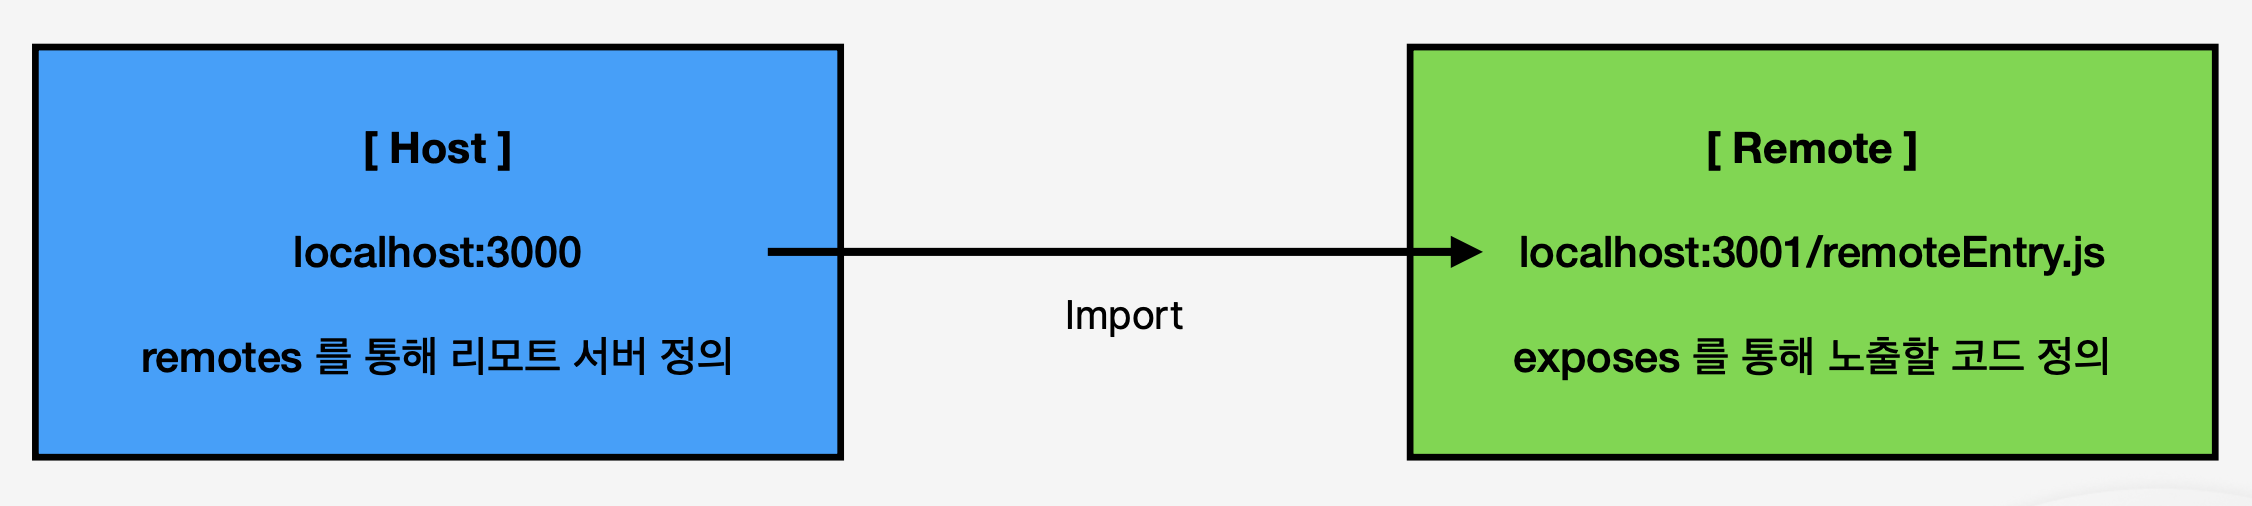 [ Host ]
localhost:3000
remotes 를 통해 리모트 서버 정의
Import
[ Remote ]
localhost:3001/remoteEntry.js
exposes 를 통해 노출할 코드 정의